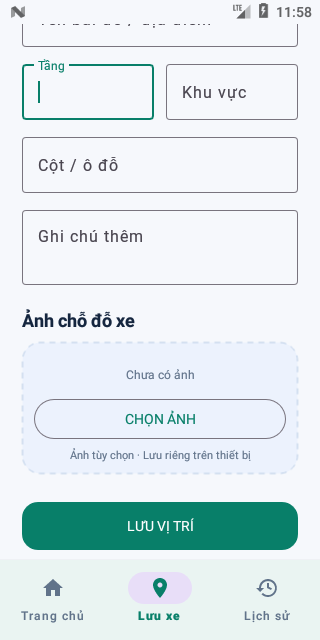 LTE 11:58
Tầng
Khu vực
Cột / ô đỗ
Ghi chú thêm
Ảnh chỗ đỗ xe
Chưa có ảnh
CHỌN ẢNH
Ảnh tùy chọn · Lưu riêng trên thiết bị
LƯU VỊ TRÍ
Trang chủ
Lưu xe
Lịch sử